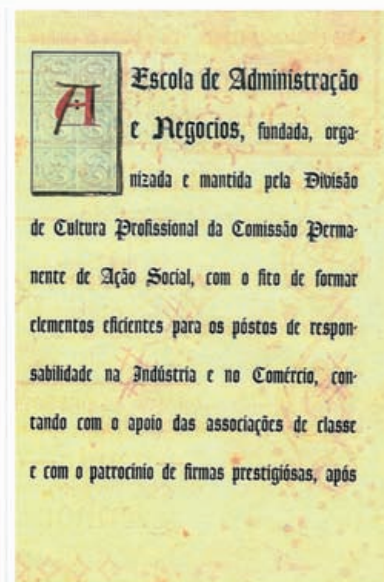 A Escola de Administração
e Negocios, fundada, orga-
nizada e mantida pela Divisão
de Cultura Profissional da Comissão Perma-
nente de Ação Social, com o fito de formar
elementos eficientes para os póstos de respon-
sabilidade na Indústria e no Comércio, con-
tando com o apoio das associações de classe
e com o patrocínio de firmas prestigiósas, após